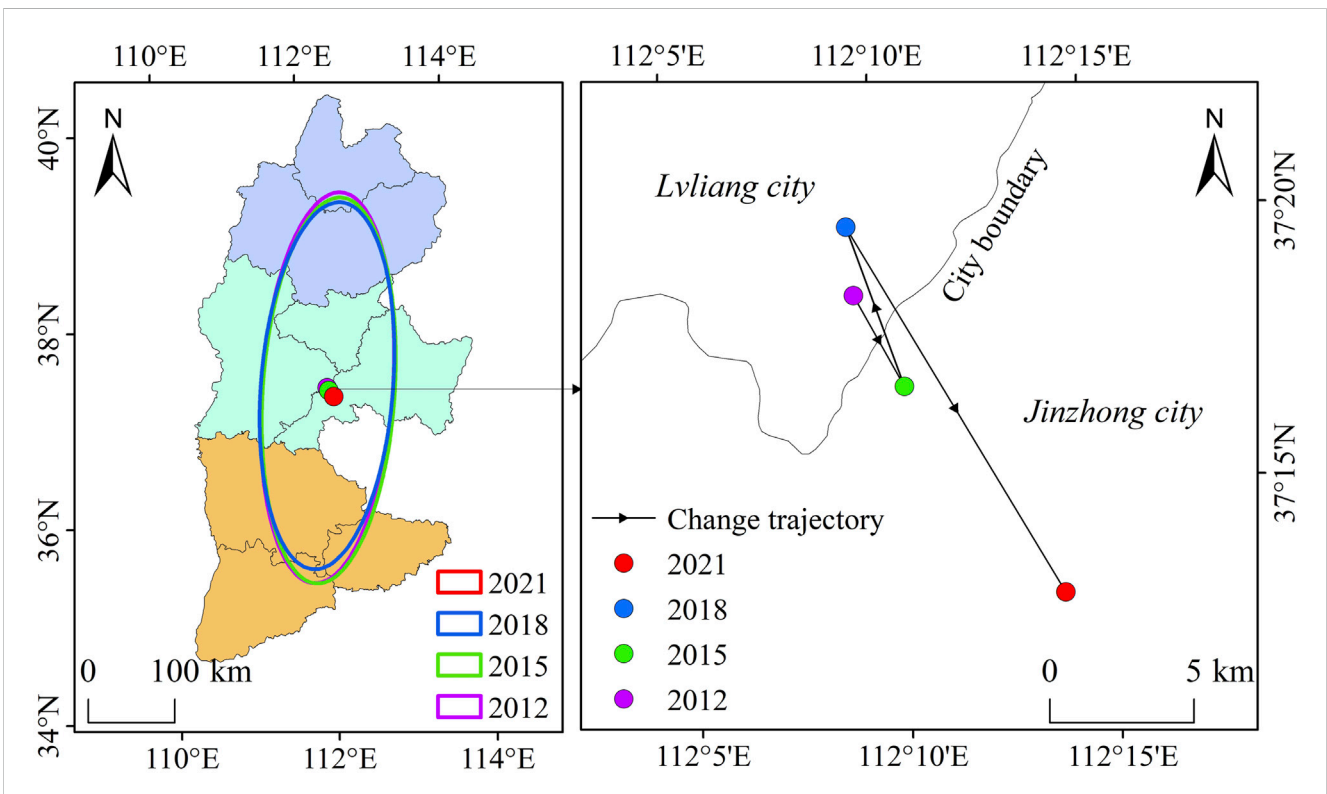 110°E 112°E 114°E
40°N
38°N
36°N
34°N
N
2021
2018
2015
2012
0 100 km
110°E 112°E 114°E
112°5'E 112°10'E 112°15'E
N
Lvliang city
City boundary
Jinzhong city
37°20'N
37°15'N
Change trajectory
2021
2018
2015
2012
0 5 km
112°5'E 112°10'E 112°15'E